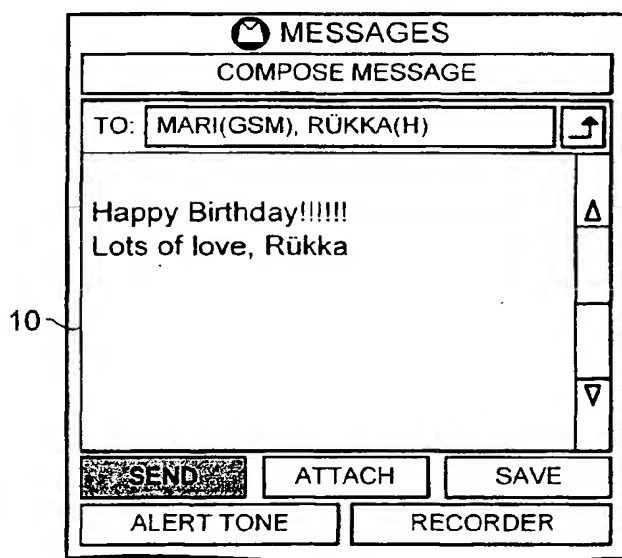 MESSAGES
COMPOSE MESSAGE
TO: MARI(GSM), RÜKKA(H)
Happy Birthday!!!!!!
Lots of love, Rükka
10
SEND ATTACH SAVE
ALERT TONE RECORDER